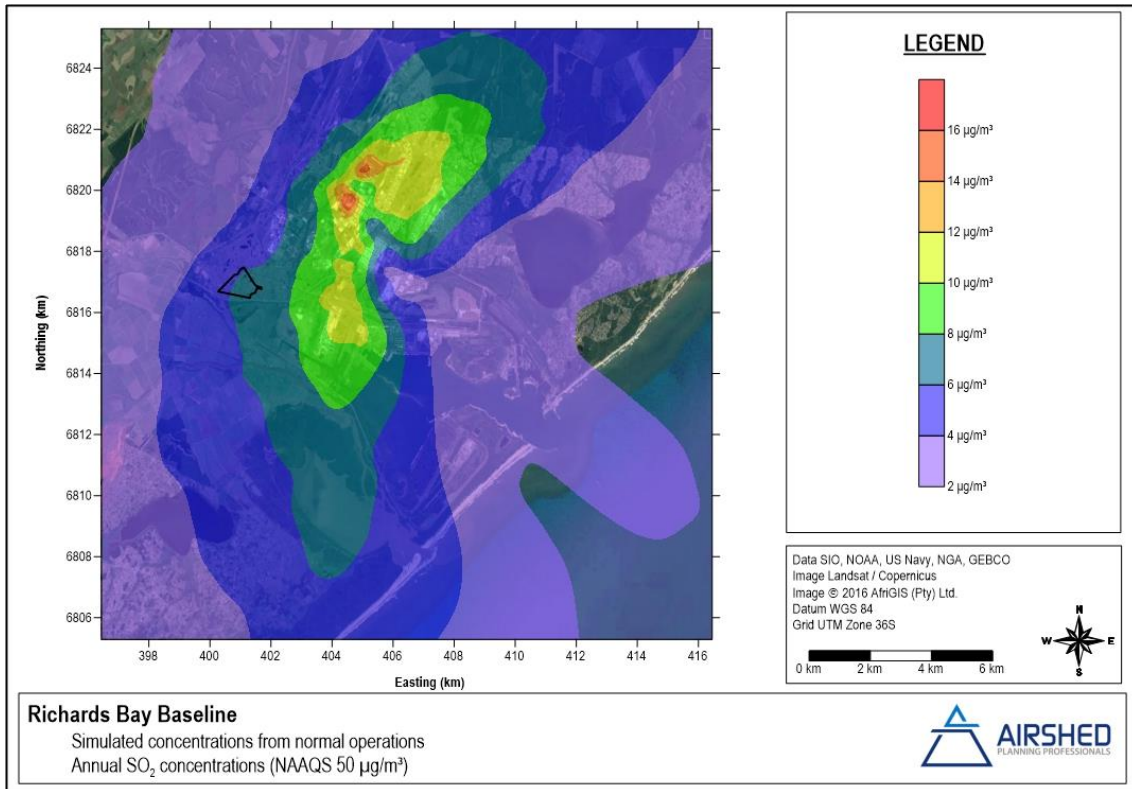 6824
6822
6820
6818
6816
6814
6812
6810
6808
6806
Northing (km)
398 400 402 404 406 408 410 412 414 416
Easting (km)
LEGEND
16 µg/m³
14 µg/m³
12 µg/m³
10 µg/m³
8 µg/m³
6 µg/m³
4 µg/m³
2 µg/m³
Data SIO, NOAA, US Navy, NGA, GEBCO
Image Landsat / Copernicus
Image © 2016 AfriGIS (Pty) Ltd.
Datum WGS 84
Grid UTM Zone 36S
N
W E
S
0 km 2 km 4 km 6 km
Richards Bay Baseline
Simulated concentrations from normal operations
Annual SO₂ concentrations (NAAQS 50 µg/m³)
AIRSHED
PLANNING PROFESSIONALS